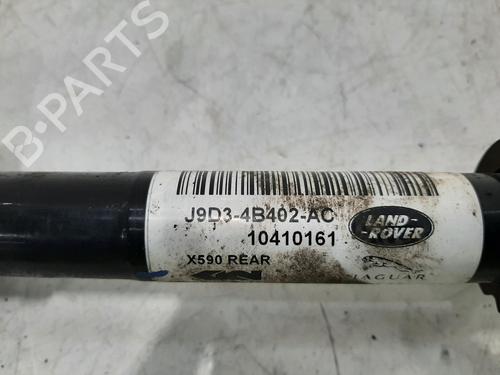 B-PARTS
J9D3-4B402-AC
10410161
LAND-
-ROVER
X590 REAR
JAGUAR